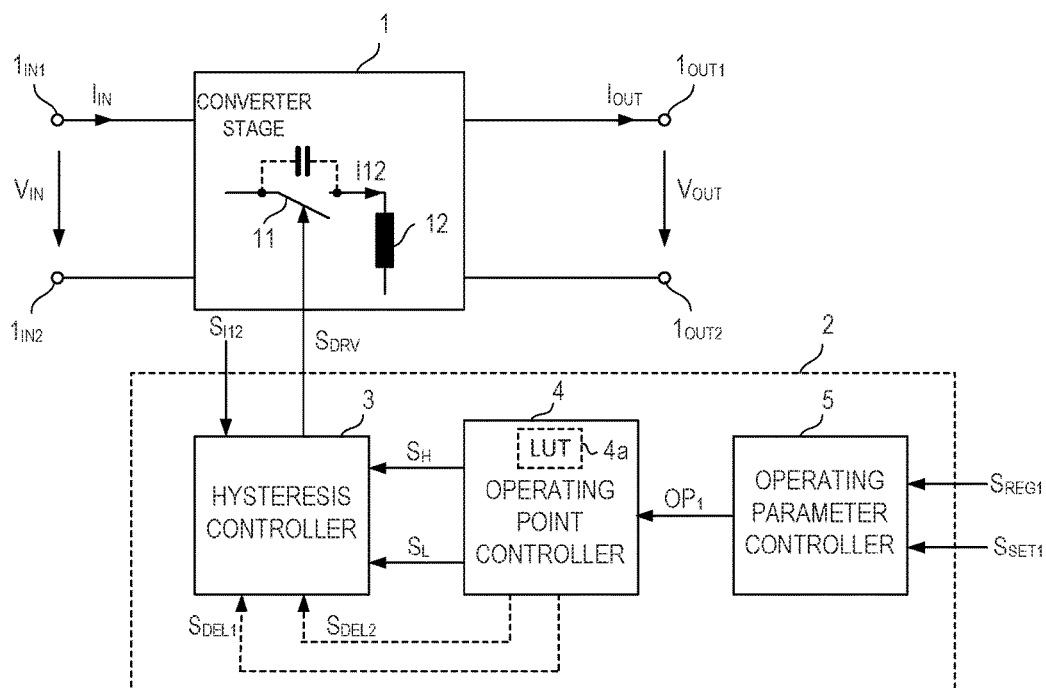 1
1IN1
IIN
CONVERTER
STAGE
IOUT
1OUT1
VIN
I12
VOUT
11
12
1IN2
1OUT2
SI12
SDRV
2
3
4
5
LUT
4a
SH
HYSTERESIS
CONTROLLER
OPERATING
POINT
CONTROLLER
OP1
OPERATING
PARAMETER
CONTROLLER
SREG1
SSET1
SL
SDEL1
SDEL2